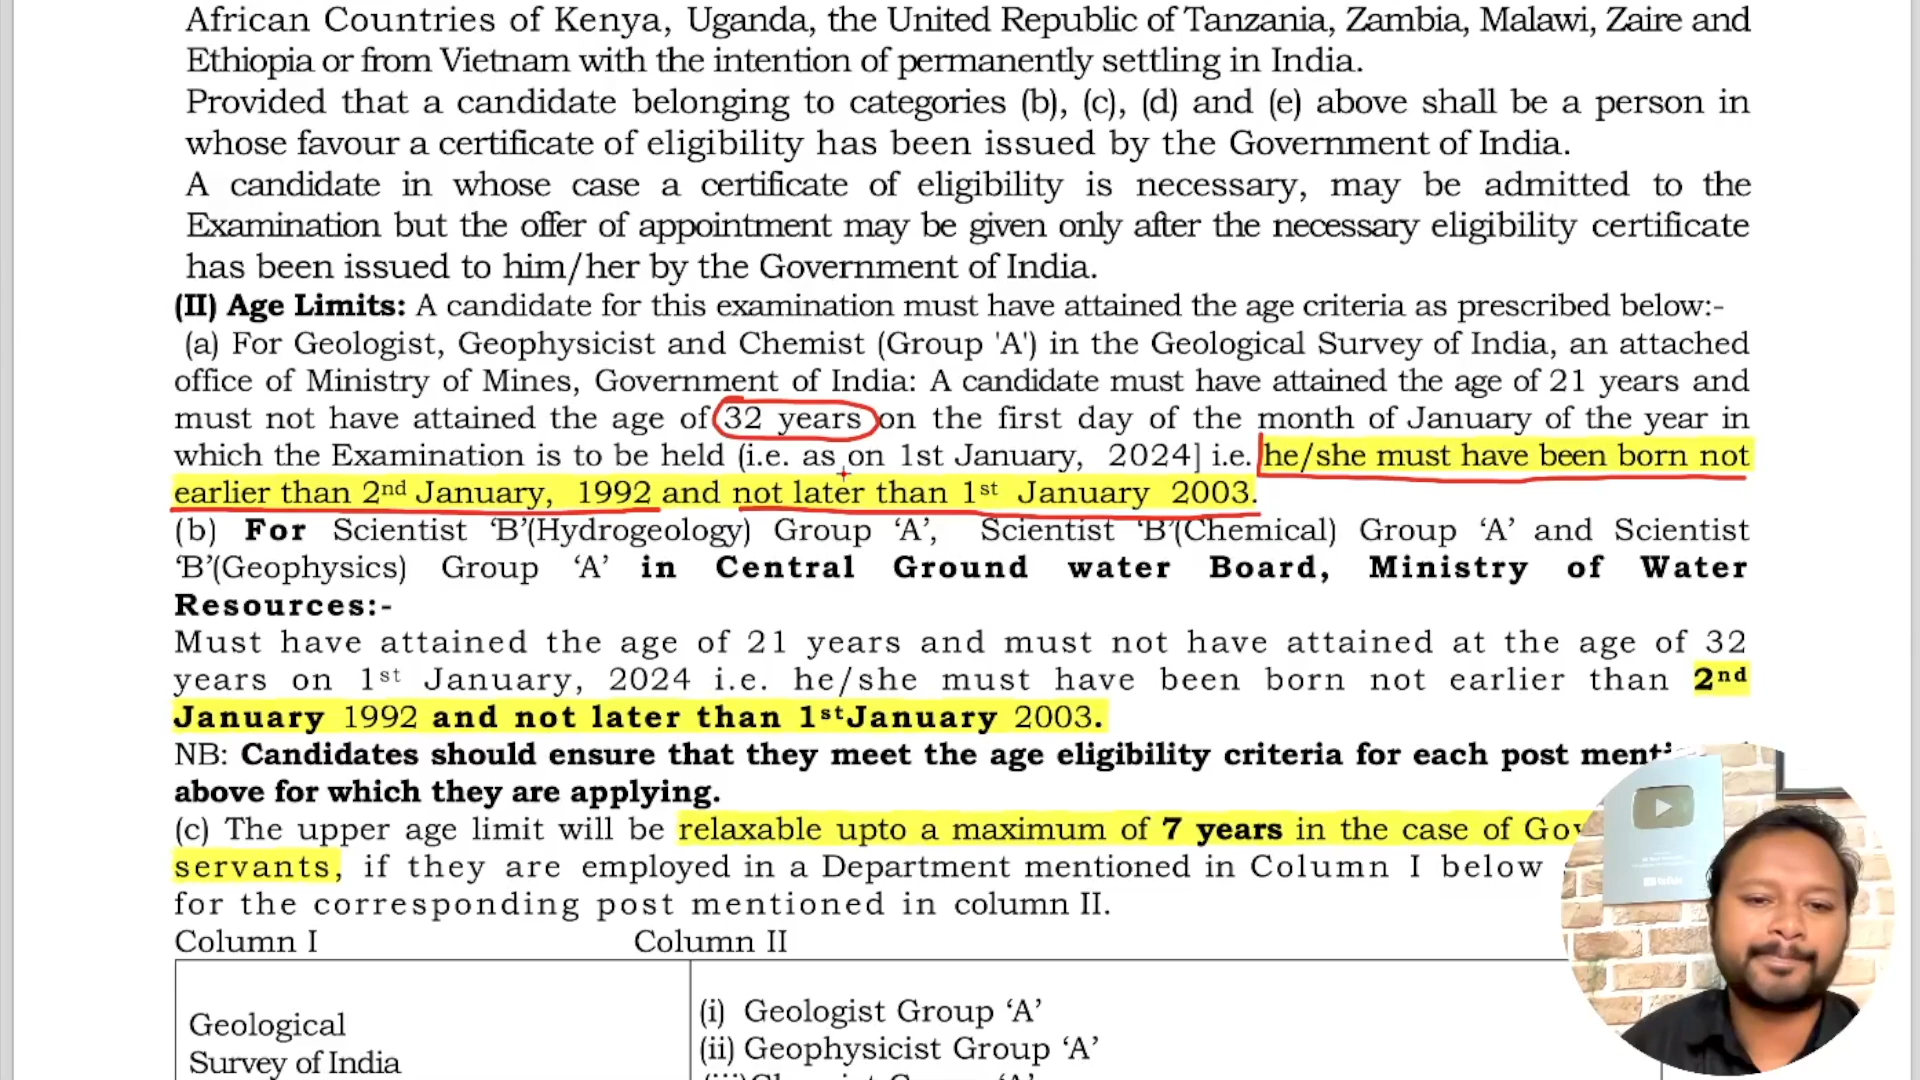 African Countries of Kenya, Uganda, the United Republic of Tanzania, Zambia, Malawi, Zaire and
Ethiopia or from Vietnam with the intention of permanently settling in India.
Provided that a candidate belonging to categories (b), (c), (d) and (e) above shall be a person in
whose favour a certificate of eligibility has been issued by the Government of India.
A candidate in whose case a certificate of eligibility is necessary, may be admitted to the
Examination but the offer of appointment may be given only after the necessary eligibility certificate
has been issued to him/her by the Government of India.
(II) Age Limits: A candidate for this examination must have attained the age criteria as prescribed below:-
(a) For Geologist, Geophysicist and Chemist (Group 'A') in the Geological Survey of India, an attached
office of Ministry of Mines, Government of India: A candidate must have attained the age of 21 years and
must not have attained the age of 32 years on the first day of the month of January of the year in
which the Examination is to be held (i.e. as on 1st January, 2024] i.e. he/she must have been born not
earlier than 2nd January, 1992 and not later than 1st January 2003.
(b) For Scientist ‘B’(Hydrogeology) Group ‘A’, Scientist ‘B’(Chemical) Group ‘A’ and Scientist
‘B’(Geophysics) Group ‘A’ in Central Ground water Board, Ministry of Water
Resources:-
Must have attained the age of 21 years and must not have attained at the age of 32
years on 1st January, 2024 i.e. he/she must have been born not earlier than 2nd
January 1992 and not later than 1stJanuary 2003.
NB: Candidates should ensure that they meet the age eligibility criteria for each post
above for which they are applying.
(c) The upper age limit will be relaxable upto a maximum of 7 years in the case of
servants, if they are employed in a Department mentioned in Column I below
for the corresponding post mentioned in column II.
Column I Column II
Geological
Survey of India
(i) Geologist Group ‘A’
(ii) Geophysicist Group ‘A’